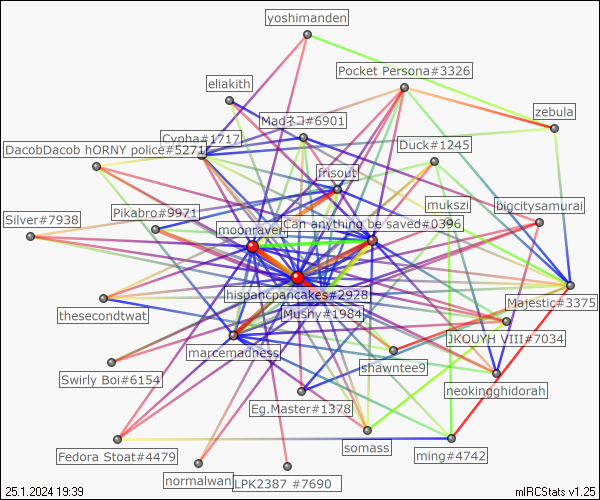 yoshimanden
Pocket Persona#3326
eliakith
zebula
Madネコ#6901
Cypha#1717
Duck#1245
DacobDacob hORNY police#5271
frisout
mukszi
bigcitysamurai
Silver#7938
Pikabro#9971
moonraven
Can anything be saved#0396
hispancpancakes#2928
Majestic#3375
thesecondtwat
Mushy#1984
JKOUYH VIII#7034
marcemadness
shawntee9
Swirly Boi#6154
neokingghidorah
Eg.Master#1378
somass
Fedora Stoat#4479
ming#4742
normalwan
LPK2387 #7690
25.1.2024 19:39
mIRCStats v1.25